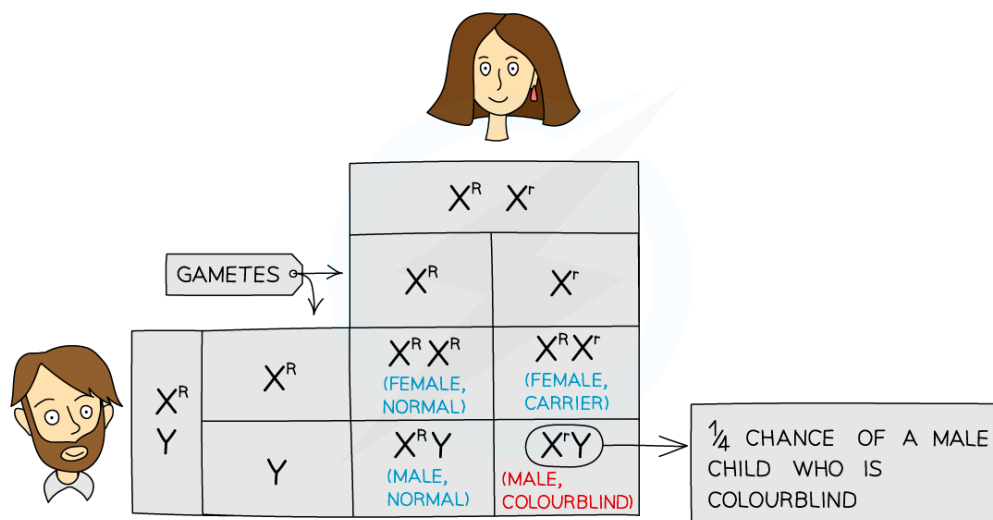 X^R X^r
GAMETES
X^R X^r
X^R
Y
X^R
X^R X^R
(FEMALE,
NORMAL)
X^R X^r
(FEMALE,
CARRIER)
Y
X^R Y
(MALE,
NORMAL)
X^r Y
(MALE,
COLOURBLIND)
1/4 CHANCE OF A MALE
CHILD WHO IS
COLOURBLIND